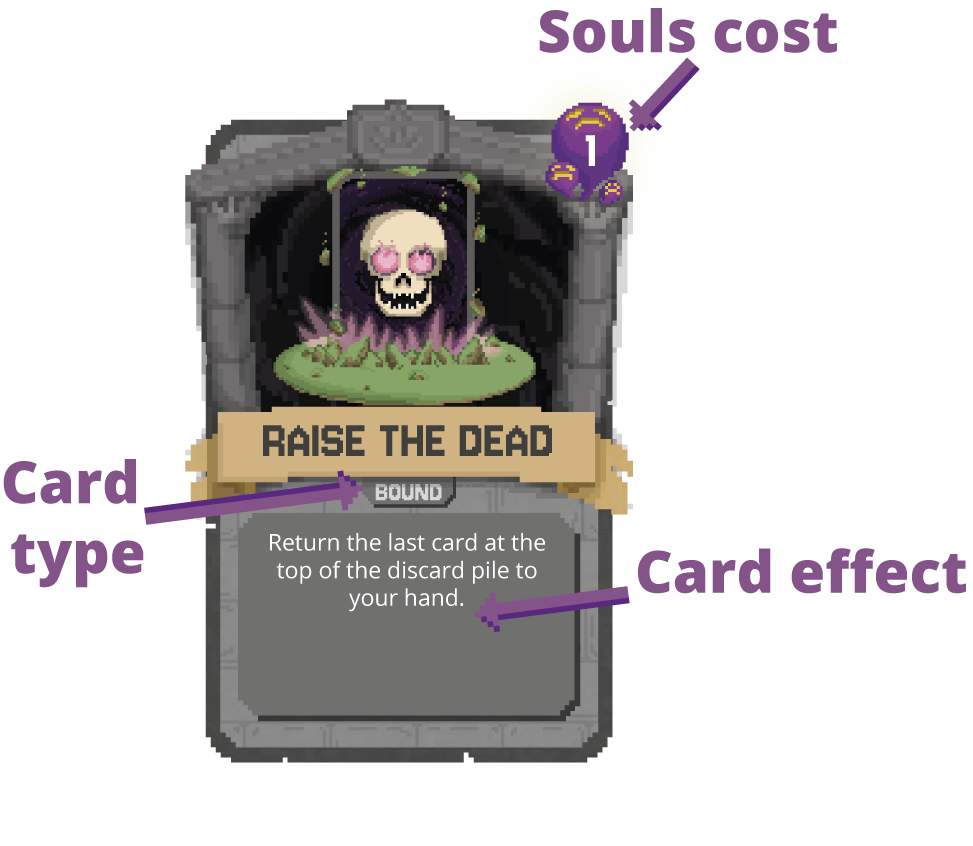 Souls cost
1
RAISE THE DEAD
Card
type
BOUND
Return the last card at the
top of the discard pile to
your hand.
Card effect